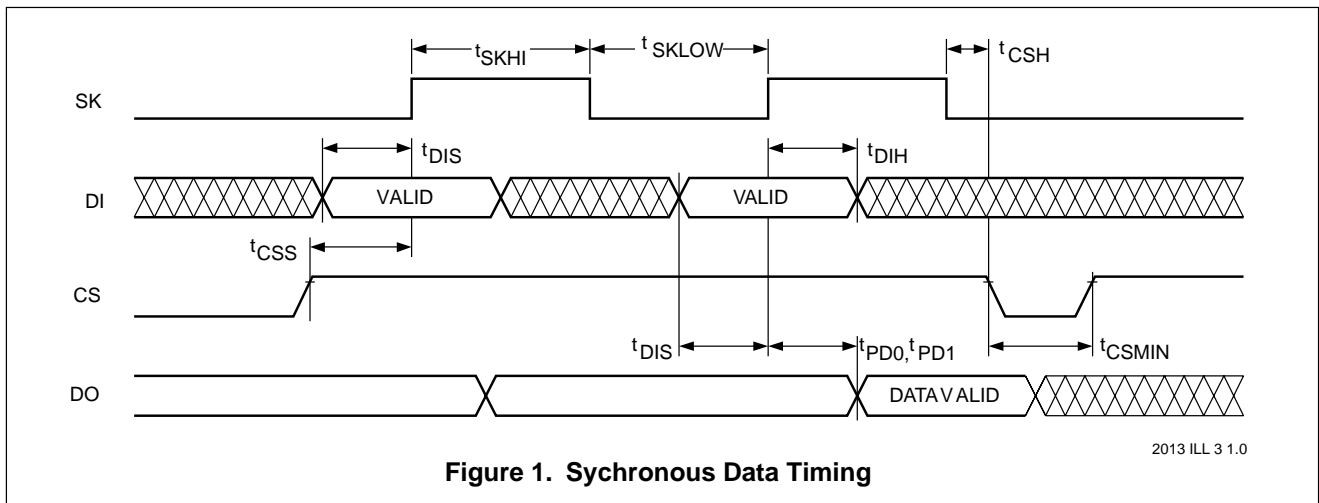 tSKHI
tSKLOW
tCSH
SK
tDIS
tDIH
DI
VALID
VALID
tCSS
CS
tDIS
tPD0,tPD1
tCSMIN
DO
DATA VALID
2013 ILL 3 1.0
Figure 1. Sychronous Data Timing